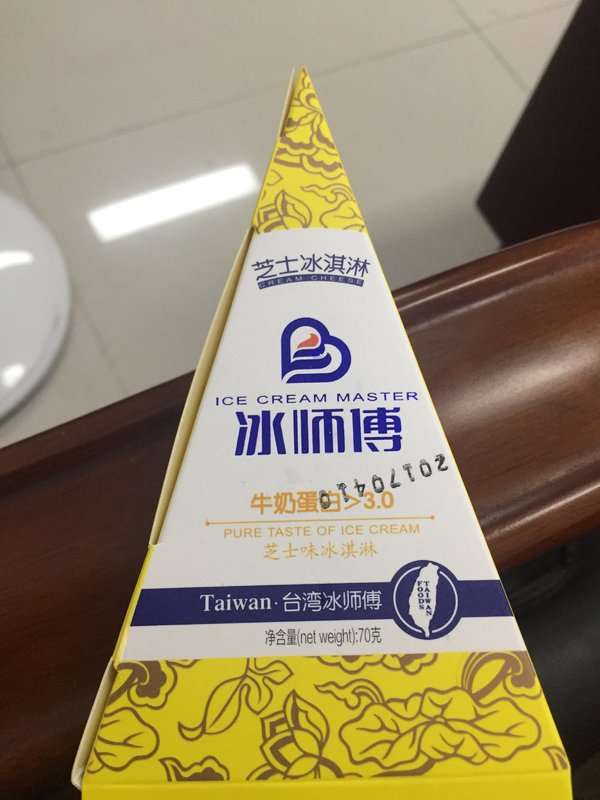 芝士冰淇淋
CREAM CHEESE
ICE CREAM MASTER
冰师傅
20170410
牛奶蛋白>3.0
PURE TASTE OF ICE CREAM
芝士味冰淇淋
Taiwan·台湾冰师傅
TAIWAN FOODS
净含量(net weight):70克